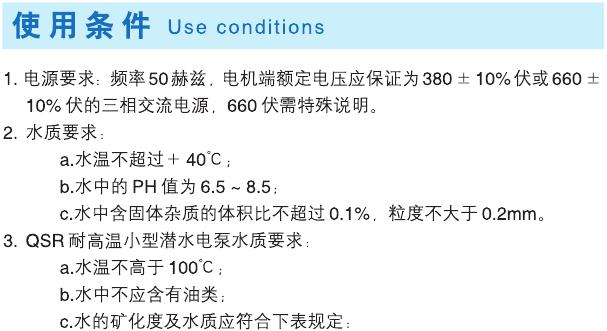 使用条件 Use conditions
1. 电源要求：频率50赫兹，电机端额定电压应保证为380 ± 10%伏或660 ±
10%伏的三相交流电源，660伏需特殊说明。
2. 水质要求：
a.水温不超过+ 40℃；
b.水中的PH值为6.5 ~ 8.5；
c.水中含固体杂质的体积比不超过0.1%，粒度不大于0.2mm。
3. QSR耐高温小型潜水电泵水质要求：
a.水温不高于100℃；
b.水中不应含有油类；
c.水的矿化度及水质应符合下表规定：